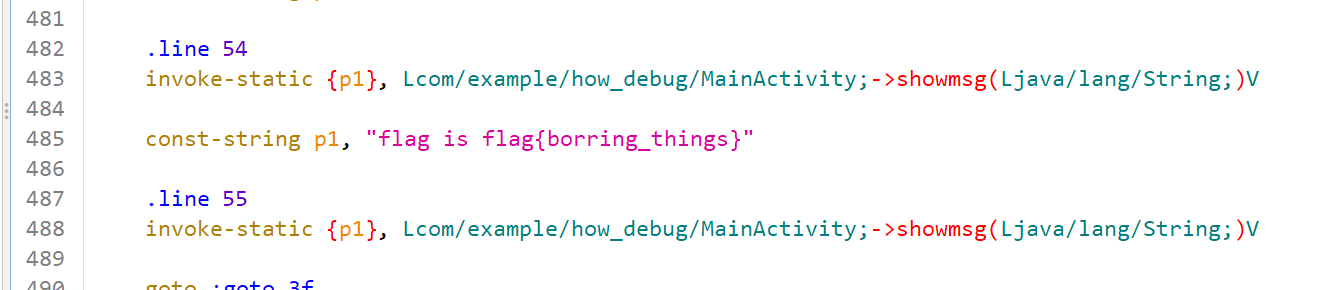 481
482 .line 54
483 invoke-static {p1}, Lcom/example/how_debug/MainActivity;->showmsg(Ljava/lang/String;)V
484
485 const-string p1, "flag is flag{borring_things}"
486
487 .line 55
488 invoke-static {p1}, Lcom/example/how_debug/MainActivity;->showmsg(Ljava/lang/String;)V
489
490 goto :goto_3f